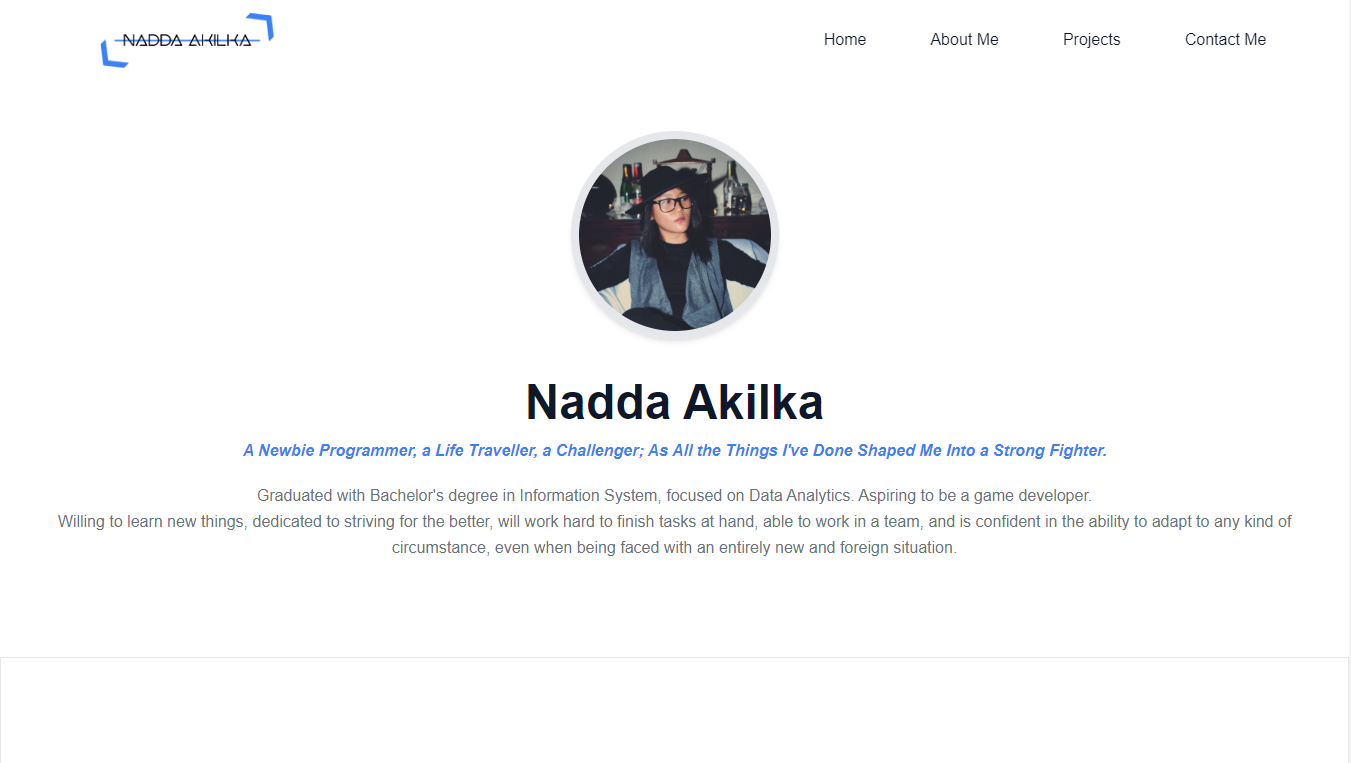 NADDA AKILKA
Home
About Me
Projects
Contact Me
Nadda Akilka
A Newbie Programmer, a Life Traveller, a Challenger; As All the Things I've Done Shaped Me Into a Strong Fighter.
Graduated with Bachelor's degree in Information System, focused on Data Analytics. Aspiring to be a game developer.
Willing to learn new things, dedicated to striving for the better, will work hard to finish tasks at hand, able to work in a team, and is confident in the ability to adapt to any kind of
circumstance, even when being faced with an entirely new and foreign situation.